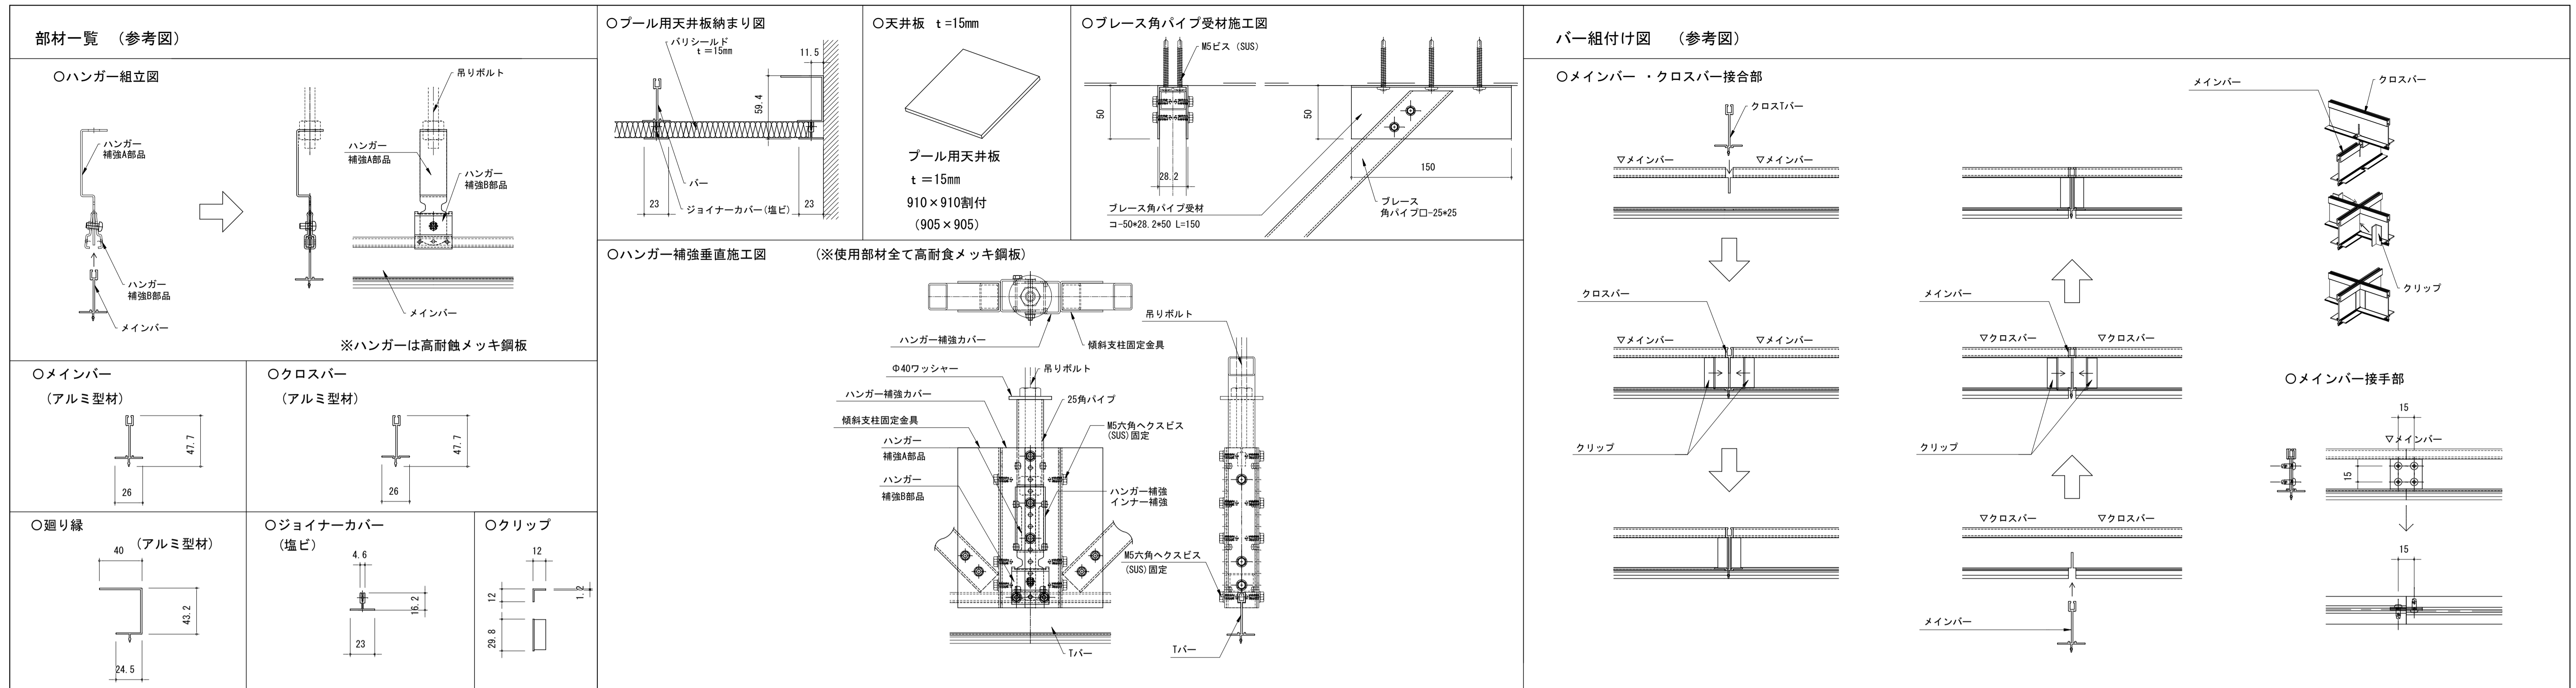 部材一覧 （参考図）
○ハンガー組立図
吊りボルト
ハンガー
補強A部品
ハンガー
補強A部品
ハンガー
補強B部品
ハンガー
補強B部品
メインバー
メインバー
※ハンガーは高耐蝕メッキ鋼板
○メインバー
(アルミ型材)
47.7
26
○クロスバー
(アルミ型材)
47.7
26
○廻り縁
(アルミ型材)
40
43.2
24.5
○ジョイナーカバー
(塩ビ)
4.6
16.2
23
○クリップ
12
12
1.2
29.8
○プール用天井板納まり図
バリシールド
t＝15mm
11.5
59.4
バー
23
ジョイナーカバー(塩ビ)
23
○天井板 t=15mm
プール用天井板
t＝15mm
910×910割付
(905×905)
○ブレース角パイプ受材施工図
M5ビス (SUS)
50
50
28.2
150
ブレース角パイプ受材
コ-50*28.2*50 L=150
ブレース
角パイプロ-25*25
○ハンガー補強垂直施工図 (※使用部材全て高耐食メッキ鋼板)
ハンガー補強カバー
傾斜支柱固定金具
吊りボルト
Φ40ワッシャー
吊りボルト
ハンガー補強カバー
25角パイプ
傾斜支柱固定金具
M5六角ヘクスビス
(SUS)固定
ハンガー
補強A部品
ハンガー
補強B部品
ハンガー補強
インナー補強
M5六角ヘクスビス
(SUS)固定
Tバー
Tバー
バー組付け図 （参考図）
○メインバー ・クロスバー接合部
クロスTバー
▽メインバー
▽メインバー
クロスバー
▽メインバー
▽メインバー
クリップ
メインバー
▽クロスバー
▽クロスバー
クリップ
▽クロスバー
▽クロスバー
メインバー
メインバー
クロスバー
クリップ
○メインバー接手部
15
▽メインバー
15
15